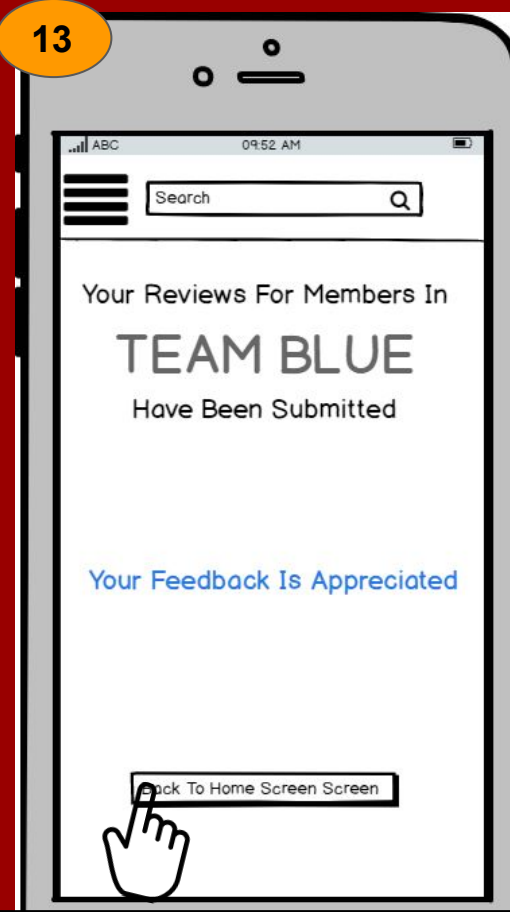 13
ABC 09:52 AM
Search
Your Reviews For Members In
TEAM BLUE
Have Been Submitted
Your Feedback Is Appreciated
Back To Home Screen Screen